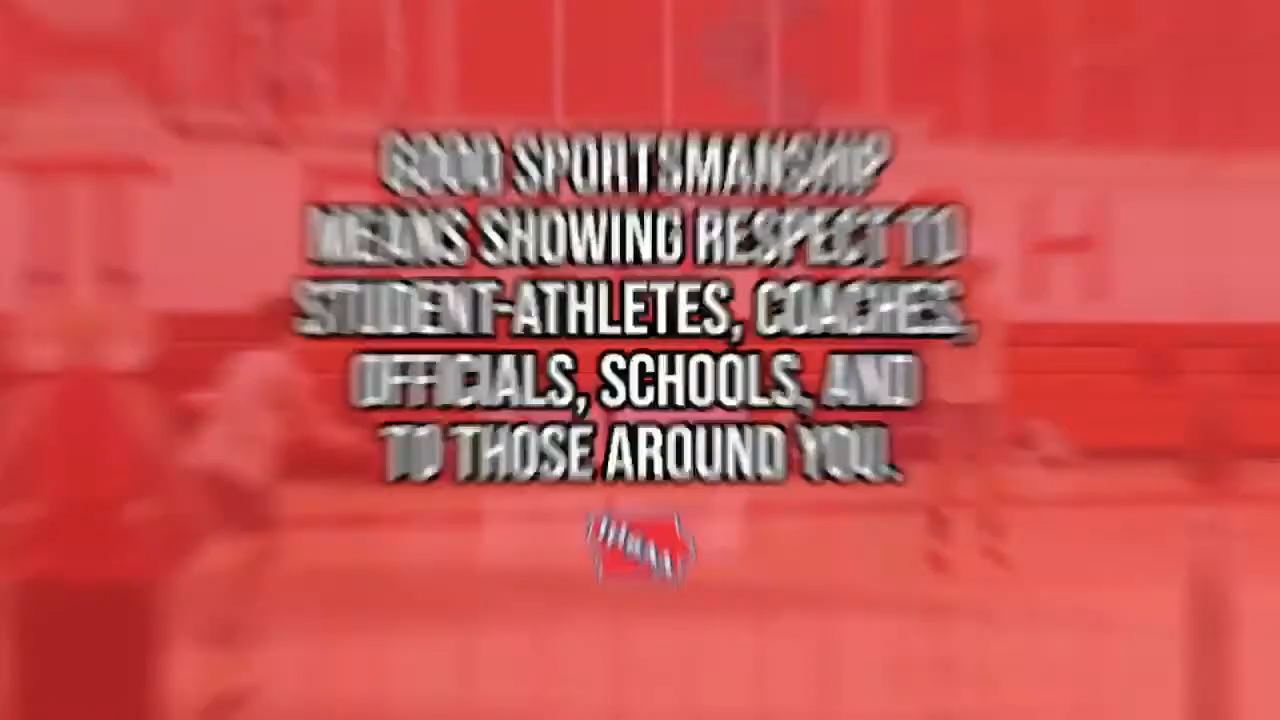 GOOD SPORTSMANSHIP
MEANS SHOWING RESPECT TO
STUDENT-ATHLETES, COACHES,
OFFICIALS, SCHOOLS, AND
TO THOSE AROUND YOU.
H